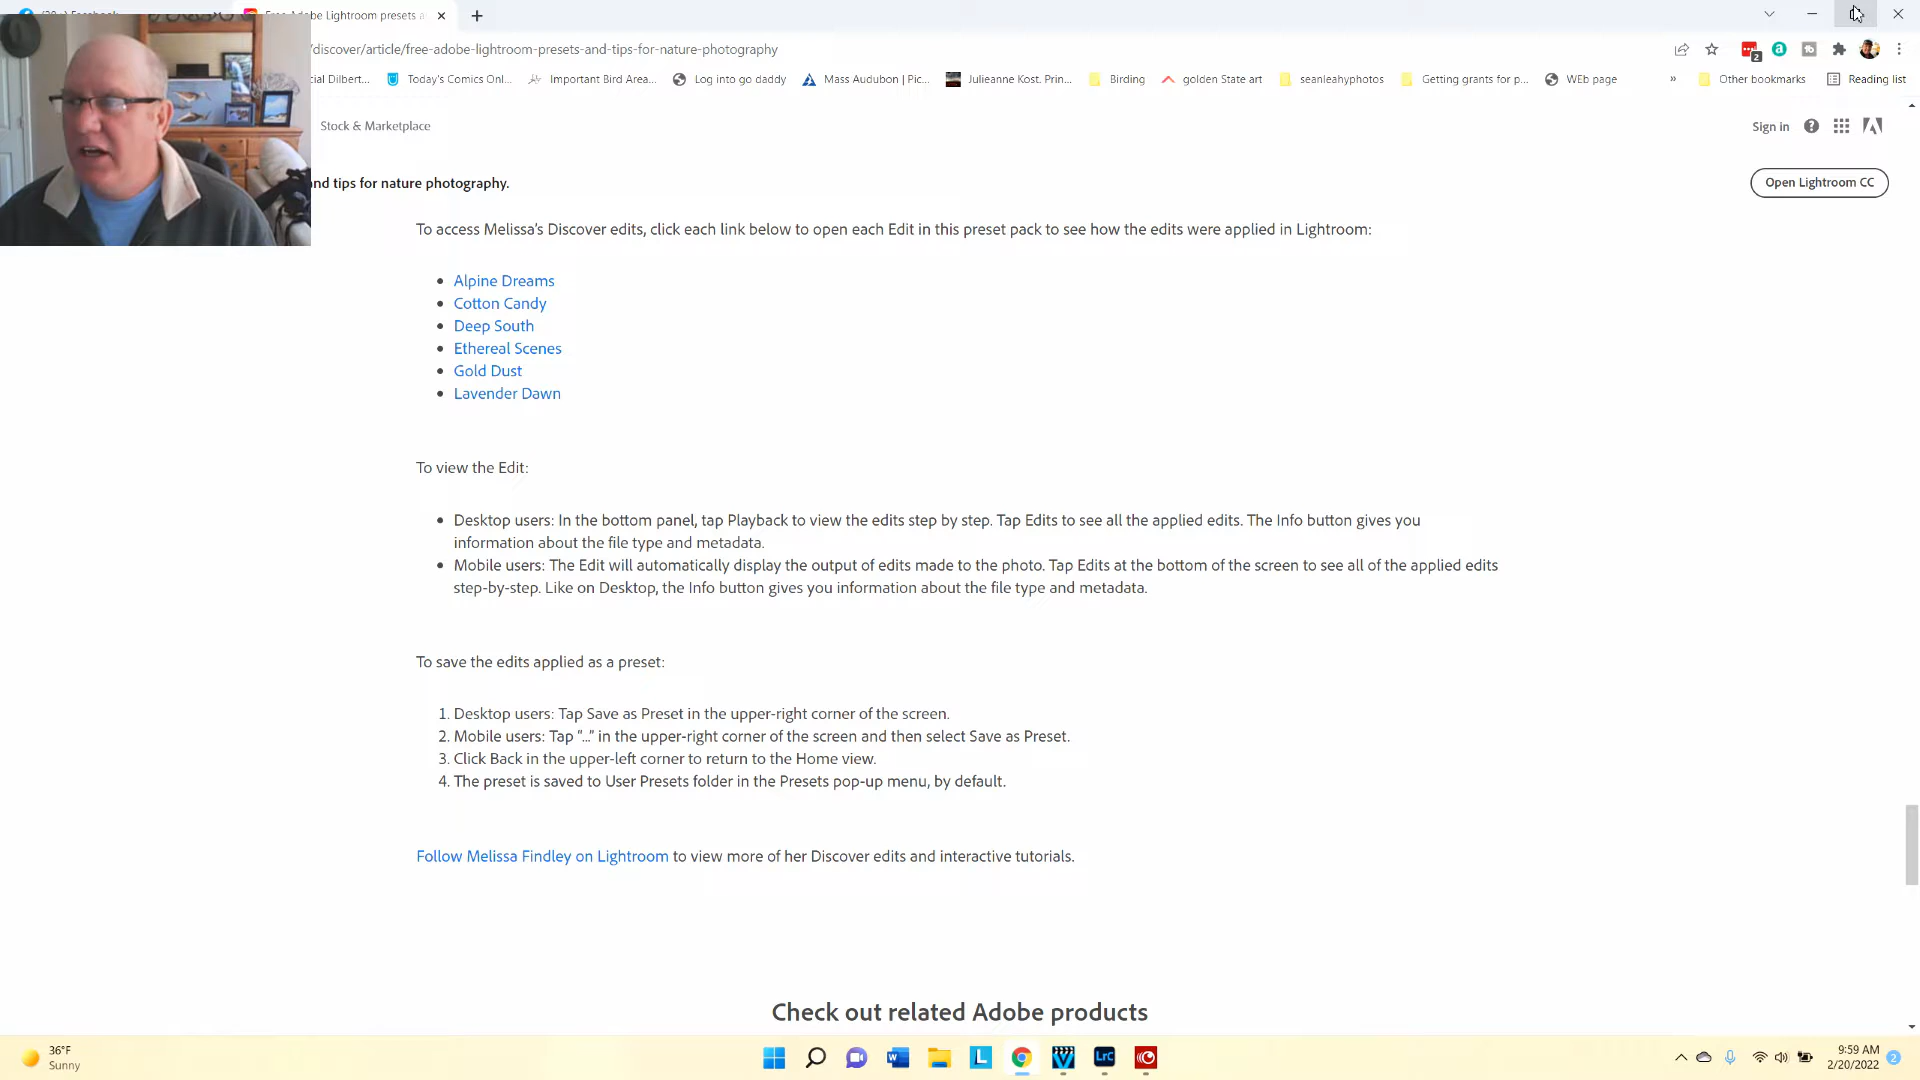 Free Adobe Lightroom presets a
/discover/article/free-adobe-lightroom-presets-and-tips-for-nature-photography
cial Dilbert... Today's Comics Onl... Important Bird Area... Log into go daddy Mass Audubon | Pic... Julieanne Kost. Prin... Birding golden State art seanleahyphotos Getting grants for p... WEb page » Other bookmarks Reading list
Stock & Marketplace Sign in
nd tips for nature photography. Open Lightroom CC
To access Melissa's Discover edits, click each link below to open each Edit in this preset pack to see how the edits were applied in Lightroom:
• Alpine Dreams
• Cotton Candy
• Deep South
• Ethereal Scenes
• Gold Dust
• Lavender Dawn
To view the Edit:
• Desktop users: In the bottom panel, tap Playback to view the edits step by step. Tap Edits to see all the applied edits. The Info button gives you
information about the file type and metadata.
• Mobile users: The Edit will automatically display the output of edits made to the photo. Tap Edits at the bottom of the screen to see all of the applied edits
step-by-step. Like on Desktop, the Info button gives you information about the file type and metadata.
To save the edits applied as a preset:
1. Desktop users: Tap Save as Preset in the upper-right corner of the screen.
2. Mobile users: Tap “...” in the upper-right corner of the screen and then select Save as Preset.
3. Click Back in the upper-left corner to return to the Home view.
4. The preset is saved to User Presets folder in the Presets pop-up menu, by default.
Follow Melissa Findley on Lightroom to view more of her Discover edits and interactive tutorials.
Check out related Adobe products
36°F
Sunny
LrC
9:59 AM
2/20/2022
2